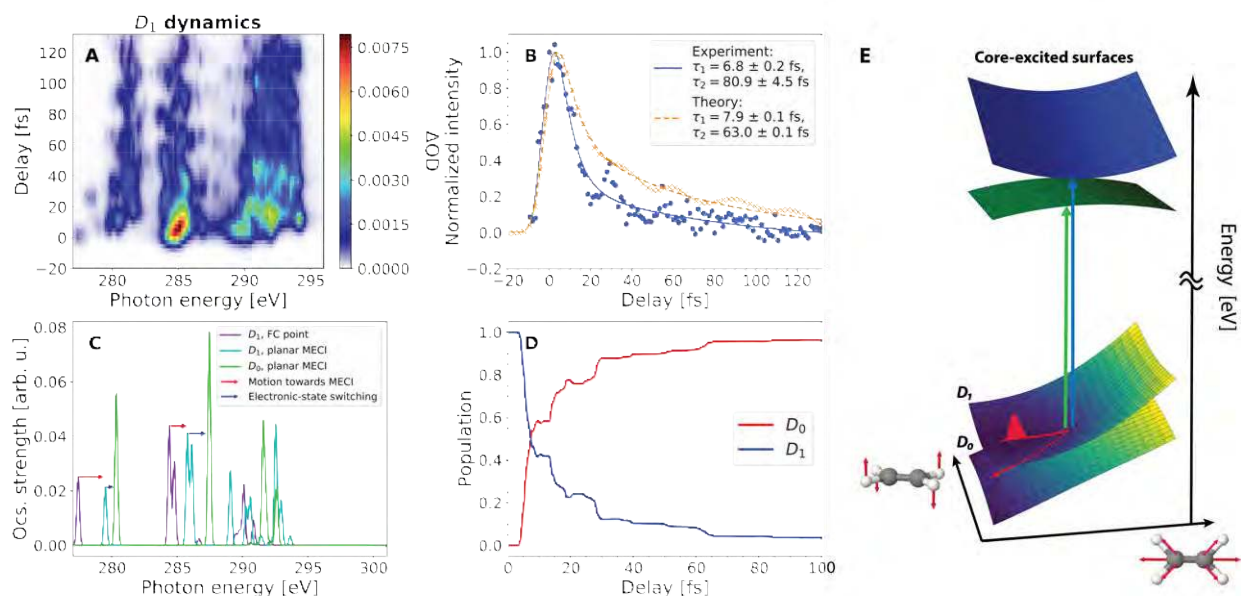 D₁ dynamics
A
Delay [fs]
120
100
80
60
40
20
0
−20
280
285
290
295
Photon energy [eV]
0.0075
0.0060
0.0045
0.0030
0.0015
0.0000
ΔOD
B
Normalized intensity
1.0
0.8
0.6
0.4
0.2
0.0
−0.2
−20
0
20
40
60
80
100
120
Delay [fs]
Experiment:
τ₁ = 6.8 ± 0.2 fs,
τ₂ = 80.9 ± 4.5 fs
Theory:
τ₁ = 7.9 ± 0.1 fs,
τ₂ = 63.0 ± 0.1 fs
C
Ocs. strength [arb. u.]
0.08
0.06
0.04
0.02
0.00
280
285
290
295
300
Photon energy [eV]
D₁, FC point
D₁, planar MECI
D₀, planar MECI
Motion towards MECI
Electronic-state switching
D
Population
1.0
0.8
0.6
0.4
0.2
0.0
0
20
40
60
80
100
Delay [fs]
D₀
D₁
E
Core-excited surfaces
Energy [eV]
D₁
D₀